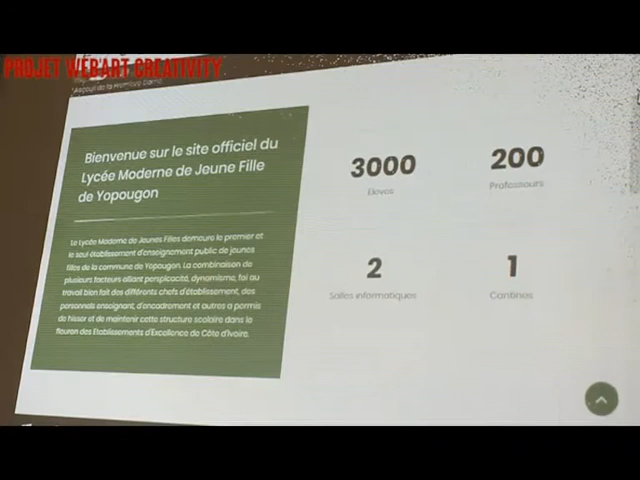 PROJET WEBART CREATIVITY
Bienvenue sur le site officiel du
Lycée Moderne de Jeune Fille
de Yopougon
Le Lycée Moderne de Jeunes Filles demeure le premier et
le seul établissement d'enseignement public de jeunes
filles de la commune de Yopougon. La combinaison de
plusieurs facteurs alliant perspicacité, dynamisme, foi au
travail bien fait des différents chefs d'établissement, des
personnels enseignant, d'encadrement et autres a permis
de hisser et de maintenir cette structure scolaire dans le
fleuron des Etablissements d'Excellence de Côte d'Ivoire.
3000
Eleves
200
Professeurs
2
Salles informatiques
1
Cantines